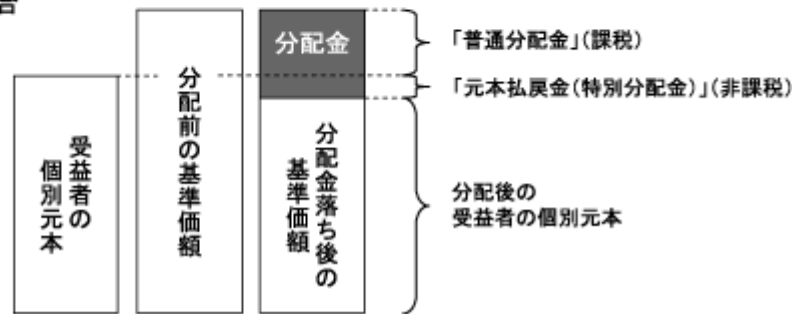 合
分配金
「普通分配金」(課税)
「元本払戻金(特別分配金)」(非課税)
受益者の
個別元本
分配前の基準価額
分配金落ち後の
基準価額
分配後の
受益者の個別元本